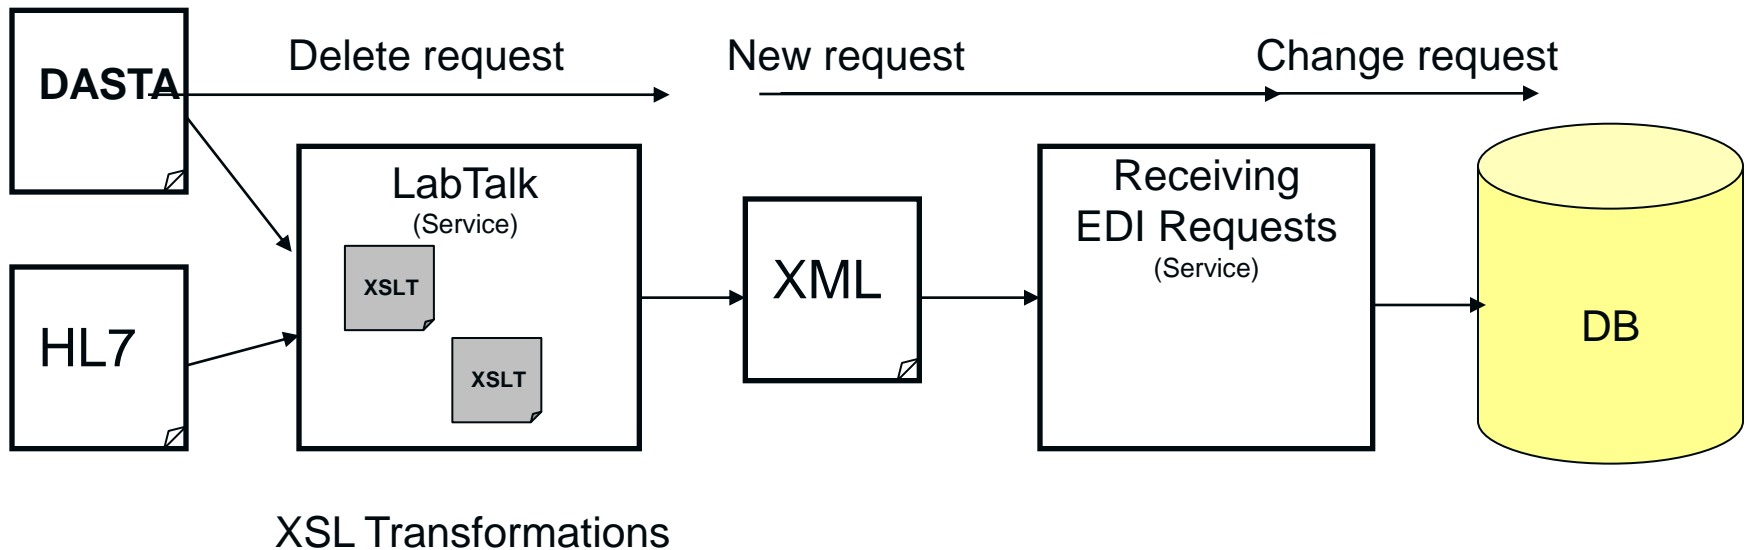 Delete request
New request
Change request
DASTA
LabTalk
(Service)
XSLT
XSLT
HL7
XML
Receiving
EDI Requests
(Service)
DB
XSL Transformations